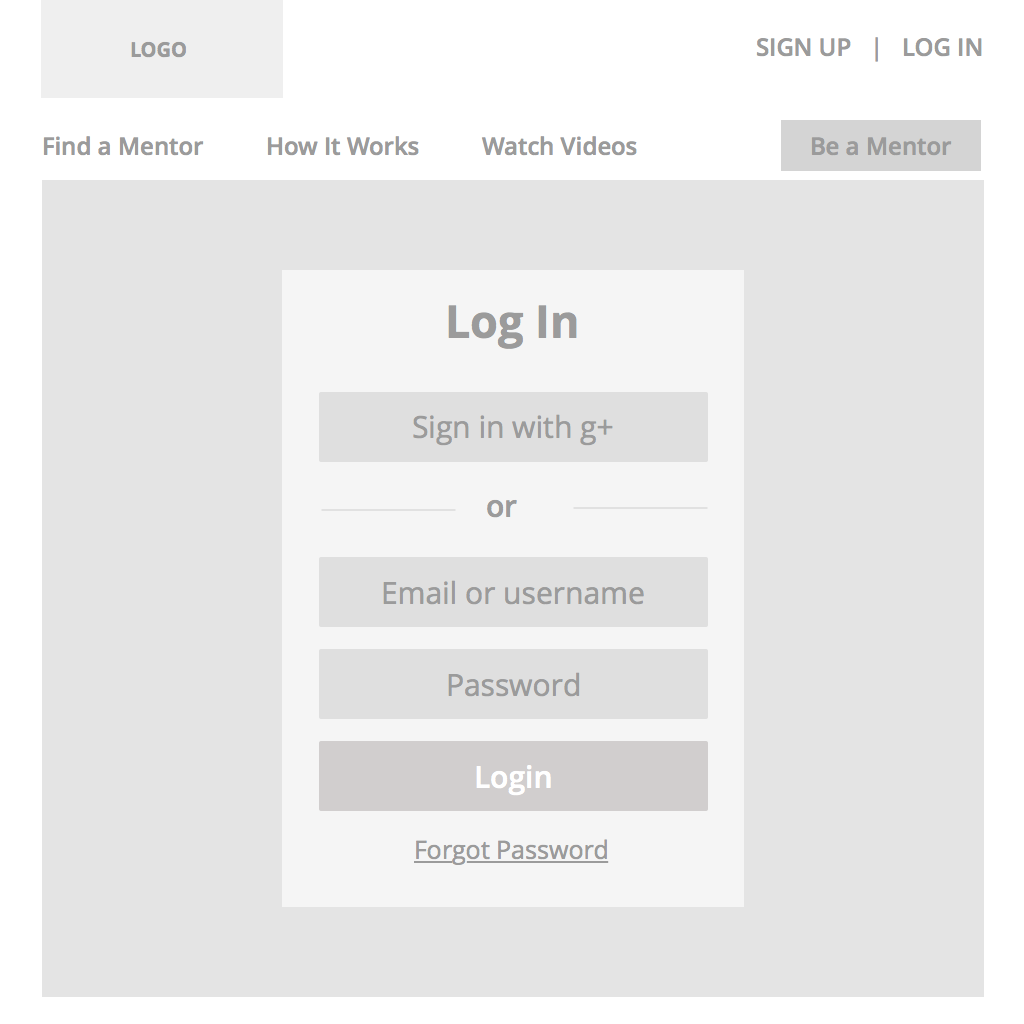 LOGO
SIGN UP | LOG IN
Find a Mentor How It Works Watch Videos Be a Mentor
Log In
Sign in with g+
or
Email or username
Password
Login
Forgot Password